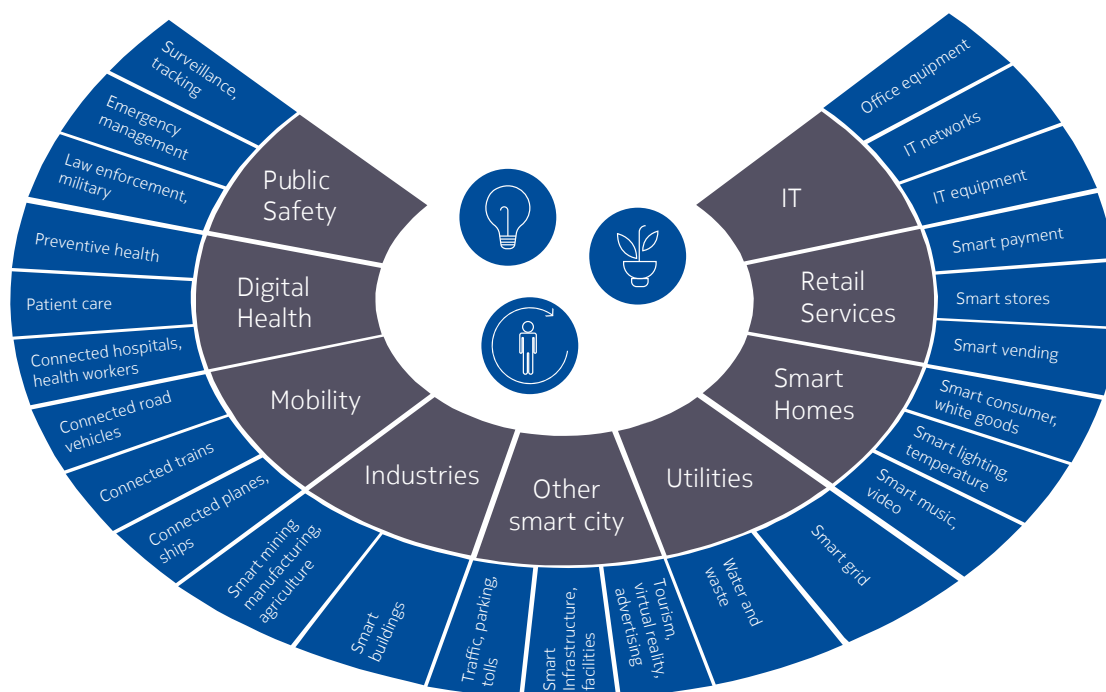 Surveillance,
tracking
Emergency
management
Law enforcement,
military
Public
Safety
Preventive health
Patient care
Connected hospitals,
health workers
Digital
Health
Connected road
vehicles
Connected trains
Connected planes,
ships
Mobility
Smart mining
manufacturing,
agriculture
Smart
buildings
Industries
Traffic, parking,
tolls
Smart
Infrastructure,
facilities
Tourism,
virtual reality,
advertising
Other
smart city
Water and
waste
Smart grid
Utilities
Smart music,
video
Smart lighting,
temperature
Smart consumer,
white goods
Smart
Homes
Smart vending
Smart stores
Smart payment
Retail
Services
IT equipment
IT networks
Office equipment
IT